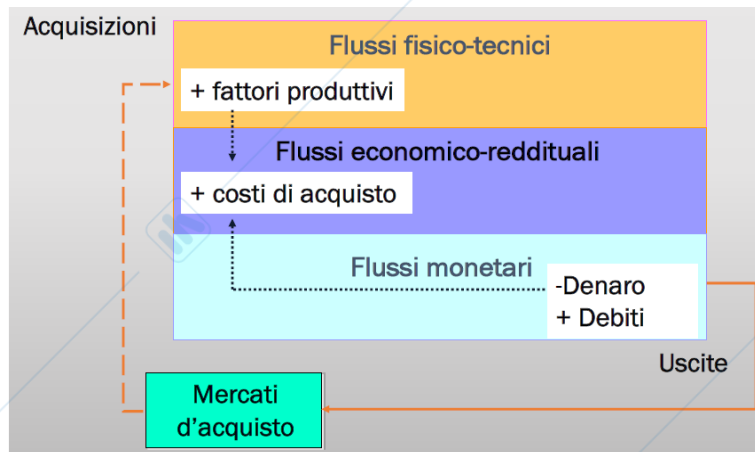 Acquisizioni
Flussi fisico-tecnici
+ fattori produttivi
Flussi economico-reddituali
+ costi di acquisto
Flussi monetari
-Denaro
+ Debiti
Uscite
Mercati
d'acquisto